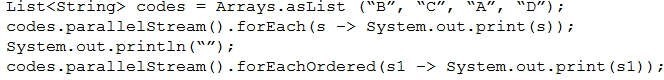 List<String> codes = Arrays.asList (“B”, “C”, “A”, “D”);
codes.parallelStream().forEach(s -> System.out.print(s));
System.out.println(“”);
codes.parallelStream().forEachOrdered(s1 -> System.out.print(s1));